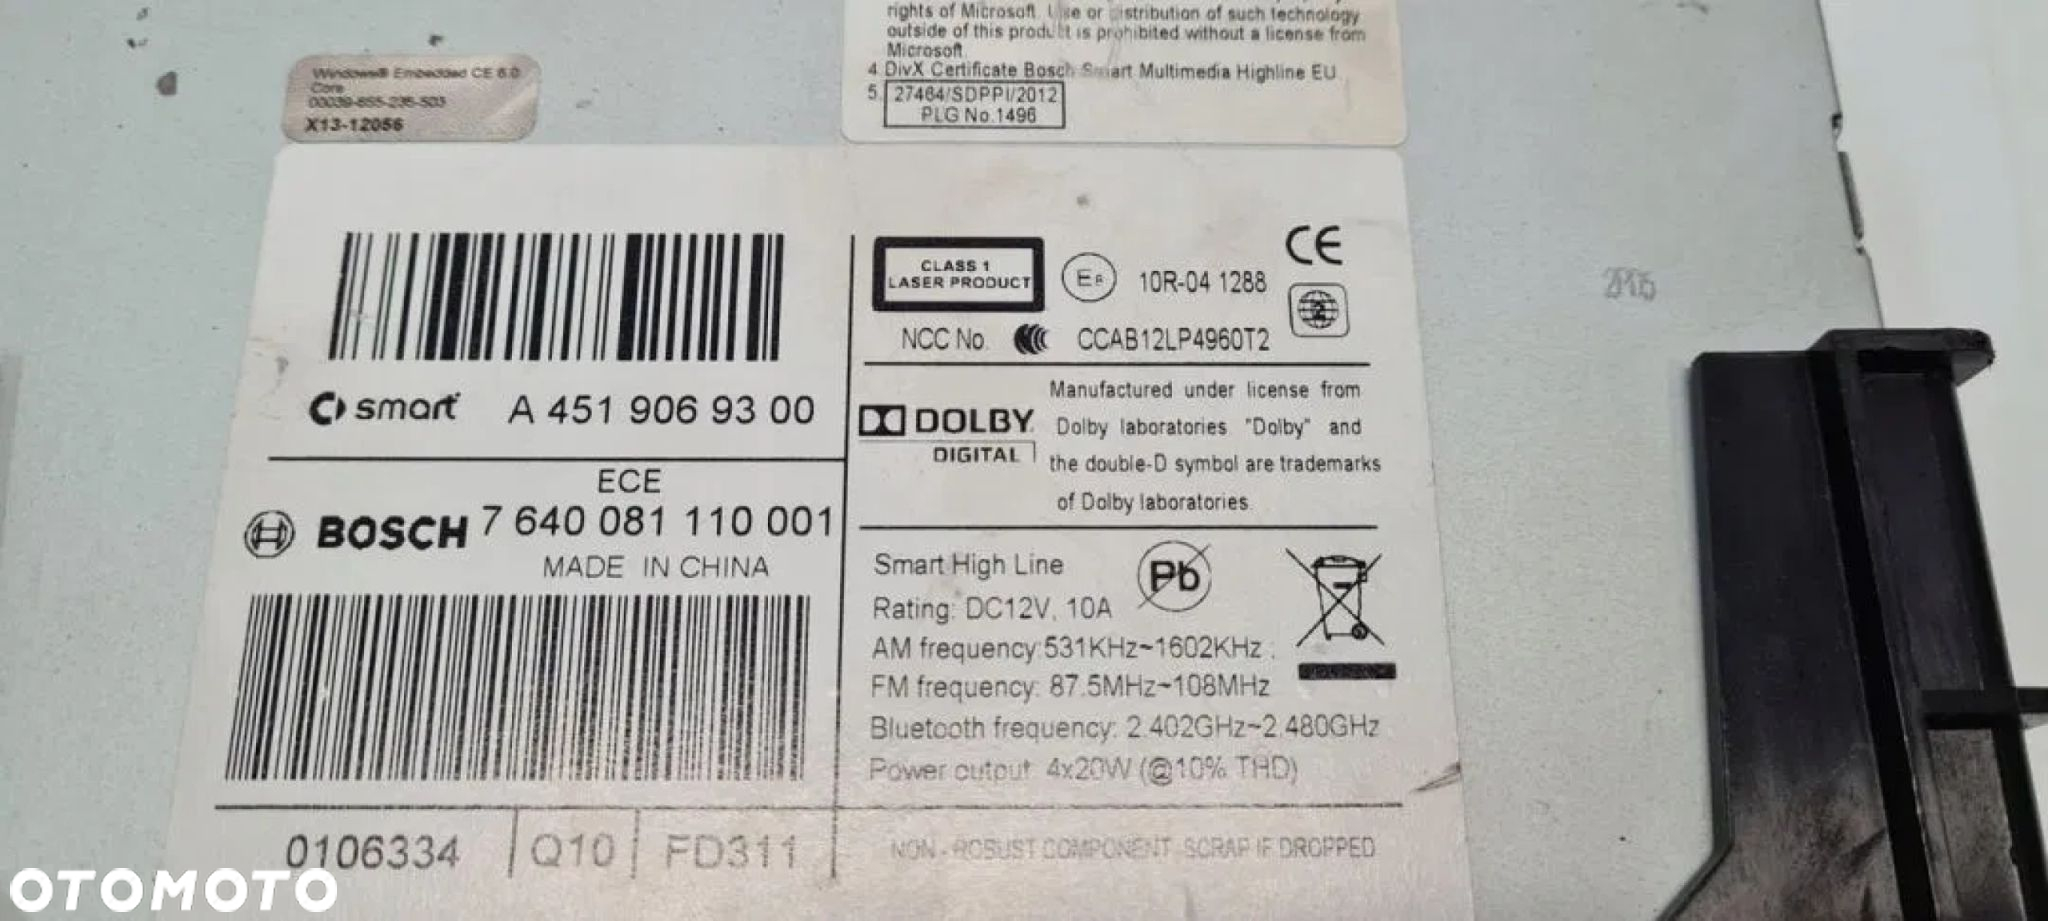 rights of Microsoft. Use or distribution of such technology
outside of this product is prohibited without a license from
Microsoft.
4 DivX Certificate Bosch Smart Multimedia Highline EU
5. 27464/SDPPI/2012
PLG No.1496
Windows® Embedded CE 6.0
Core
00039-855-235-503
X13-12056
smart A 451 906 93 00
ECE
BOSCH 7 640 081 110 001
MADE IN CHINA
0106334 Q10 FD311
CLASS 1
LASER PRODUCT
10R-04 1288
CE
NCC No. CCAB12LP4960T2
DOLBY
DIGITAL
Manufactured under license from
Dolby laboratories. "Dolby" and
the double-D symbol are trademarks
of Dolby laboratories.
Smart High Line
Pb
Rating: DC12V, 10A
AM frequency:531KHz~1602KHz
FM frequency: 87.5MHz~108MHz
Bluetooth frequency: 2.402GHz~2.480GHz
Power output: 4x20W (@10% THD)
NON - ROBUST COMPONENT SCRAP IF DROPPED
OTOMOTO